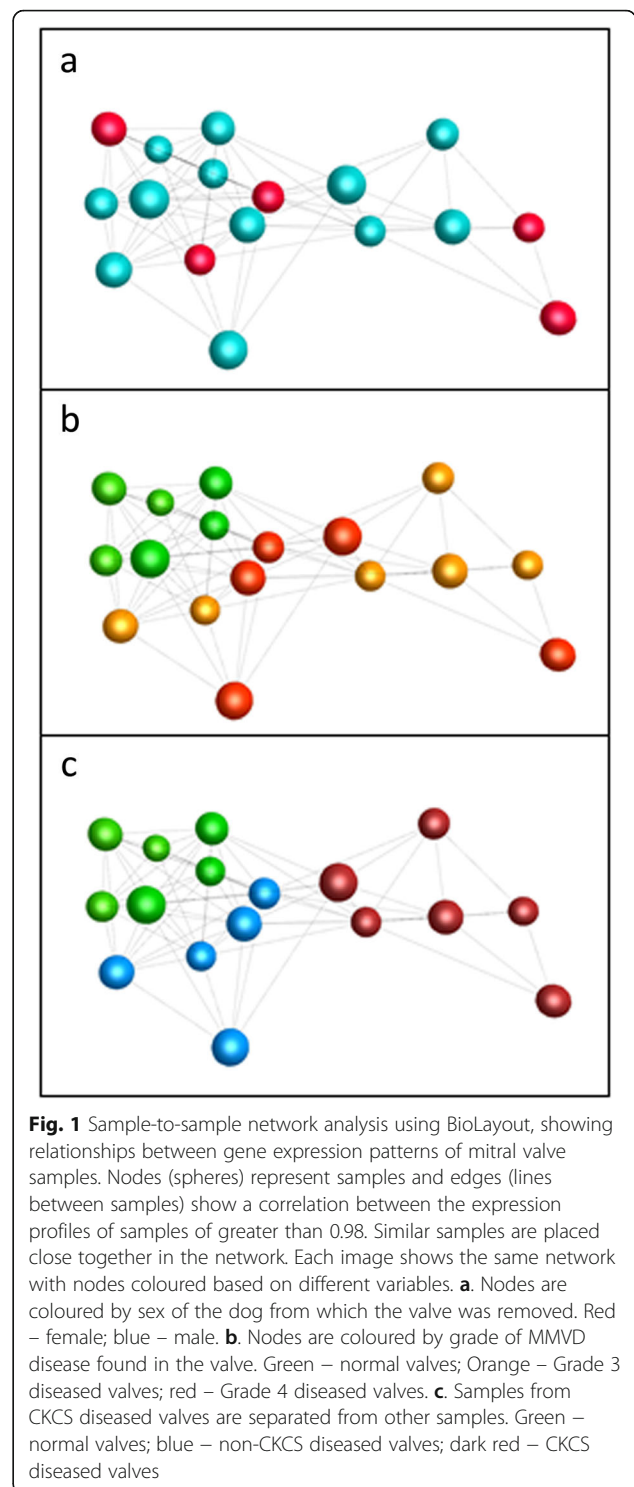 a
b
c
Fig. 1 Sample-to-sample network analysis using BioLayout, showing
relationships between gene expression patterns of mitral valve
samples. Nodes (spheres) represent samples and edges (lines
between samples) show a correlation between the expression
profiles of samples of greater than 0.98. Similar samples are placed
close together in the network. Each image shows the same network
with nodes coloured based on different variables. a. Nodes are
coloured by sex of the dog from which the valve was removed. Red
– female; blue – male. b. Nodes are coloured by grade of MMVD
disease found in the valve. Green – normal valves; Orange – Grade 3
diseased valves; red – Grade 4 diseased valves. c. Samples from
CKCS diseased valves are separated from other samples. Green –
normal valves; blue – non-CKCS diseased valves; dark red – CKCS
diseased valves